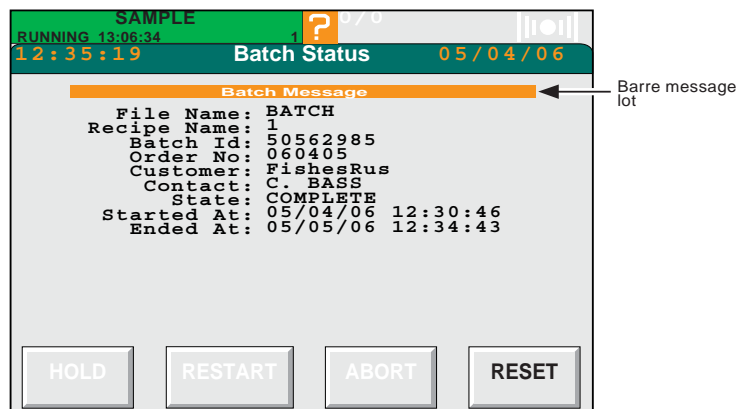 SAMPLE
RUNNING 13:06:34 1 ? 0/0
12:35:19 Batch Status 05/04/06
Batch Message
Barre message
lot
File Name: BATCH
Recipe Name: 1
Batch Id: 50562985
Order No: 060405
Customer: FishesRus
Contact: C. BASS
State: COMPLETE
Started At: 05/04/06 12:30:46
Ended At: 05/05/06 12:34:43
HOLD RESTART ABORT RESET